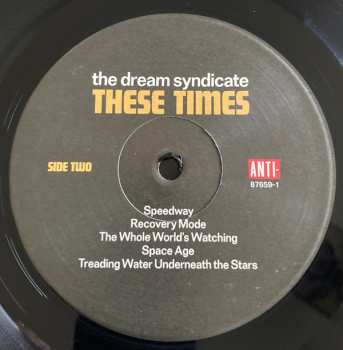 the dream syndicate
THESE TIMES
SIDE TWO
ANTI-
87659-1
Speedway
Recovery Mode
The Whole World's Watching
Space Age
Treading Water Underneath the Stars